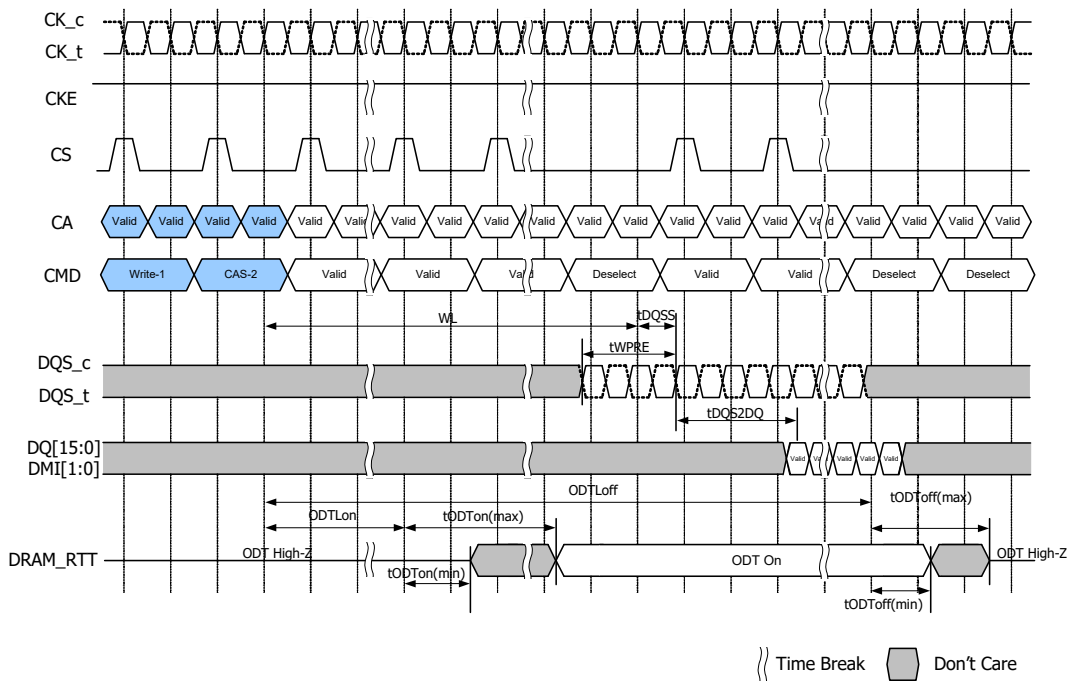 CK_c
CK_t
CKE
CS
CA Valid Valid Valid Valid Valid Valid Valid Valid Valid Valid Valid Valid Valid Valid Valid Valid Valid Valid Valid Valid
CMD Write-1 CAS-2 Valid Valid Valid Deselect Valid Valid Deselect Deselect
WL tDQSS
tWPRE
DQS_c
DQS_t
tDQS2DQ
DQ[15:0]
DMI[1:0] Valid Valid Valid Valid Valid
ODTLoff tODToff(max)
ODTLon tODTon(max)
DRAM_RTT ODT High-Z ODT On ODT High-Z
tODTon(min)
tODToff(min)
Time Break Don't Care